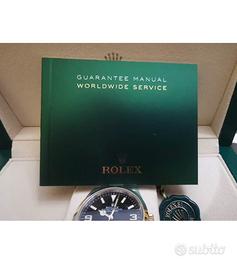 GUARANTEE MANUAL
WORLDWIDE SERVICE
ROLEX
subito